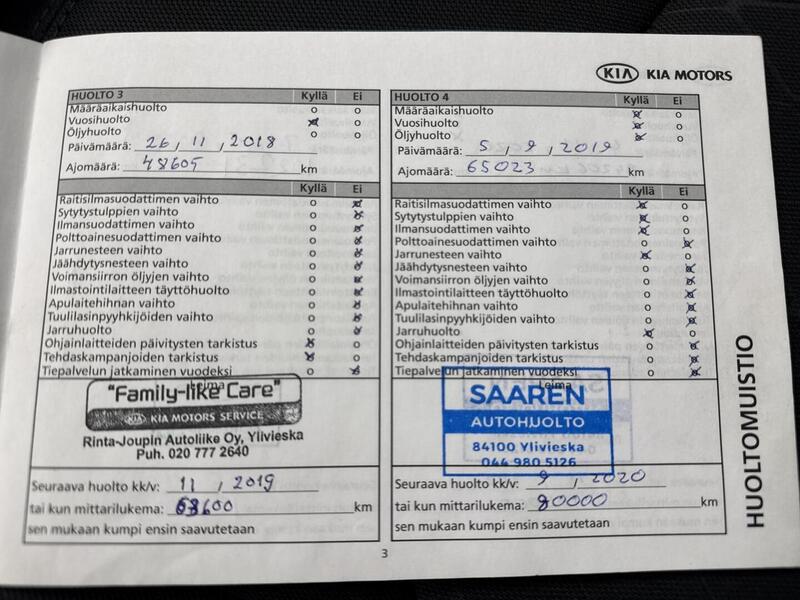 KIA KIA MOTORS
HUOLTO 3 Kyllä Ei
Määräaikaishuolto o o
Vuosihuolto x o
Öljyhuolto o o
Päivämäärä: 26, 11, 2018
Ajomäärä: 48605 km
Kyllä Ei
Raitisilmasuodattimen vaihto o x
Sytytystulppien vaihto o x
Ilmansuodattimen vaihto o x
Polttoainesuodattimen vaihto o x
Jarrunesteen vaihto o x
Jäähdytysnesteen vaihto o x
Voimansiirron öljyjen vaihto o x
Ilmastointilaitteen täyttöhuolto o x
Apulaitehihnan vaihto o x
Tuulilasinpyyhkijöiden vaihto o x
Jarruhuolto o x
Ohjainlaitteiden päivitysten tarkistus x o
Tehdaskampanjoiden tarkistus x o
Tiepalvelun jatkaminen vuodeksi o x
Leima
"Family-like Care"
KIA KIA MOTORS SERVICE
Rinta-Joupin Autoliike Oy, Ylivieska
Puh. 020 777 2640
Seuraava huolto kk/v: 11, 2019
tai kun mittarilukema: 68600 km
sen mukaan kumpi ensin saavutetaan
HUOLTO 4 Kyllä Ei
Määräaikaishuolto x o
Vuosihuolto x o
Öljyhuolto x o
Päivämäärä: 5, 9, 2019
Ajomäärä: 65023 km
Kyllä Ei
Raitisilmasuodattimen vaihto x o
Sytytystulppien vaihto x o
Ilmansuodattimen vaihto x o
Polttoainesuodattimen vaihto o x
Jarrunesteen vaihto x o
Jäähdytysnesteen vaihto o x
Voimansiirron öljyjen vaihto o x
Ilmastointilaitteen täyttöhuolto o x
Apulaitehihnan vaihto o x
Tuulilasinpyyhkijöiden vaihto o x
Jarruhuolto x o
Ohjainlaitteiden päivitysten tarkistus o x
Tehdaskampanjoiden tarkistus o x
Tiepalvelun jatkaminen vuodeksi o x
Leima
SAAREN
AUTOHUOLTO
84100 Ylivieska
044 980 5126
Seuraava huolto kk/v: 9, 2020
tai kun mittarilukema: 80000 km
sen mukaan kumpi ensin saavutetaan
HUOLTOMUISTIO
3